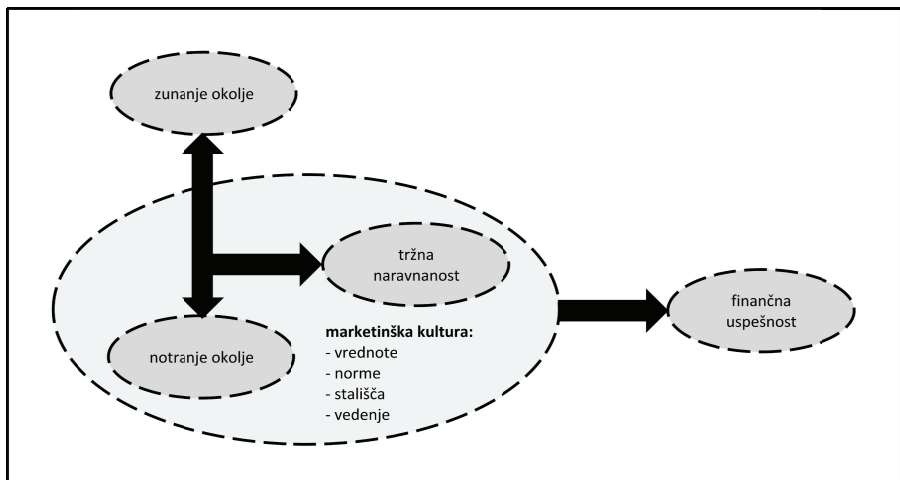 zunanje okolje
tržna
naravnanost
finančna
uspešnost
marketinška kultura:
- vrednote
- norme
- stališča
- vedenje
notranje okolje